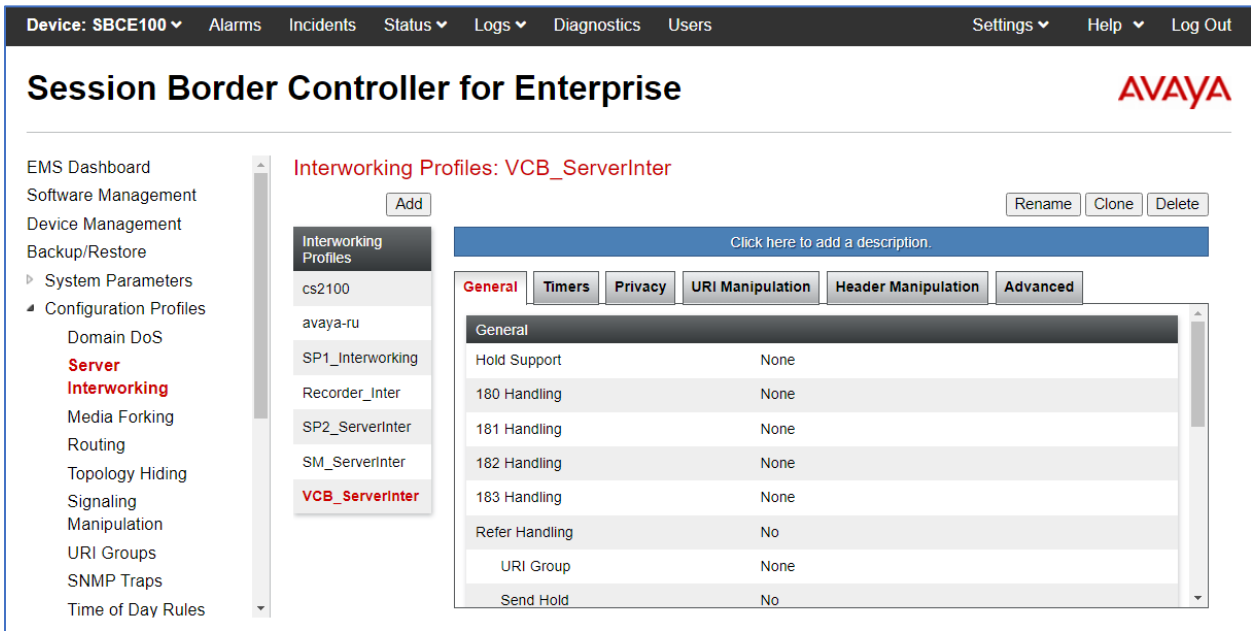 Device: SBCE100 Alarms Incidents Status Logs Diagnostics Users Settings Help Log Out
Session Border Controller for Enterprise
AVAYA
EMS Dashboard
Software Management
Device Management
Backup/Restore
System Parameters
Configuration Profiles
Domain DoS
Server
Interworking
Media Forking
Routing
Topology Hiding
Signaling
Manipulation
URI Groups
SNMP Traps
Time of Day Rules
Interworking Profiles: VCB_ServerInter
Add
Rename Clone Delete
Interworking
Profiles
cs2100
avaya-ru
SP1_Interworking
Recorder_Inter
SP2_ServerInter
SM_ServerInter
VCB_ServerInter
Click here to add a description.
General Timers Privacy URI Manipulation Header Manipulation Advanced
General
Hold Support None
180 Handling None
181 Handling None
182 Handling None
183 Handling None
Refer Handling No
URI Group None
Send Hold No